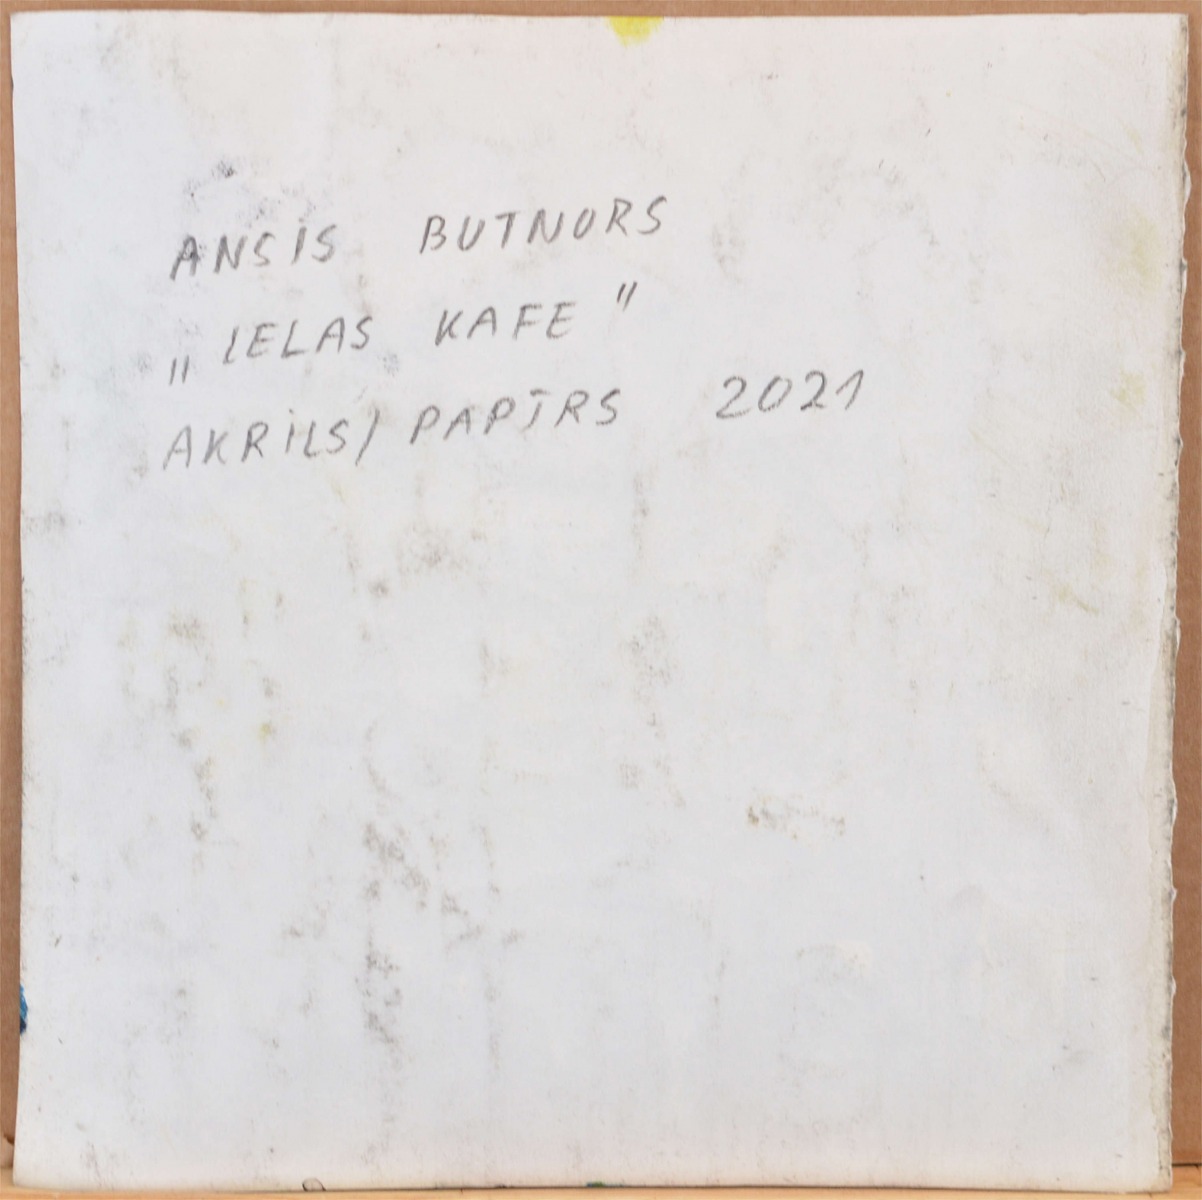 ANSIS BUTNORS
„IELAS KAFE"
AKRILS/PAPĪRS 2021